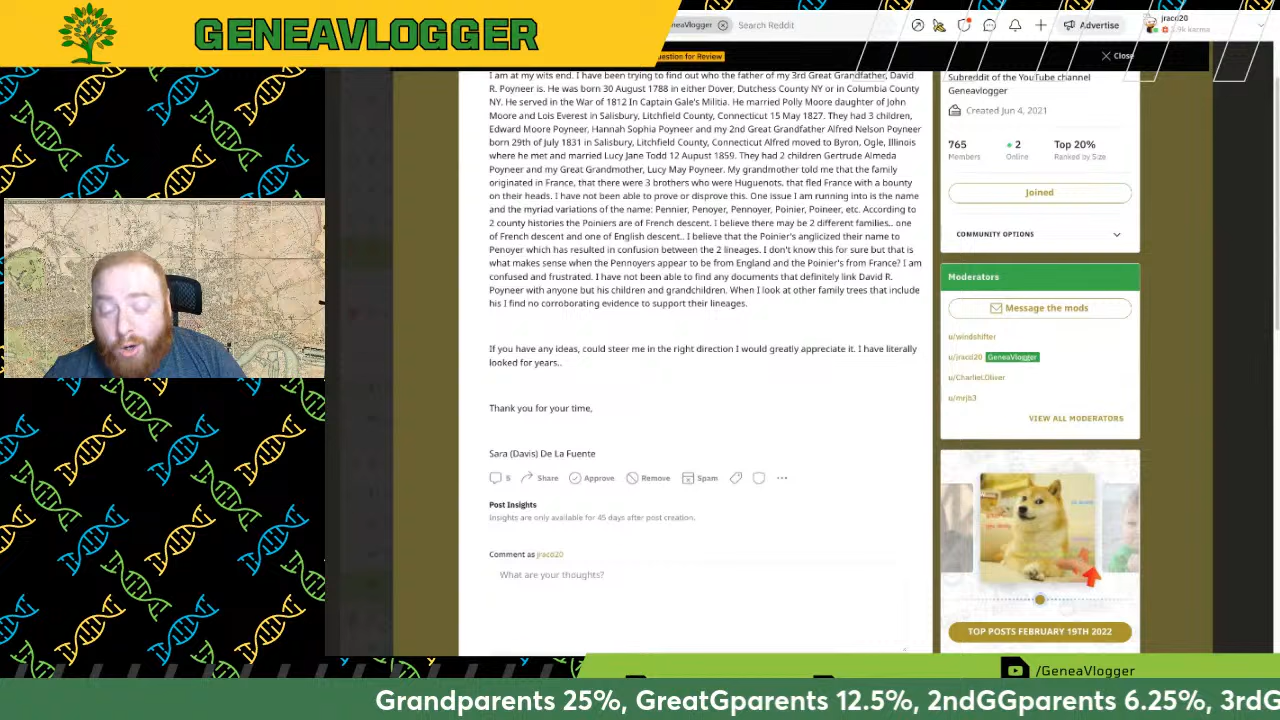 GENEAVLOGGER
eaVlogger
Search Reddit
Advertise
jracd20
karma
uestion for Review
Close
I am at my wits end. I have been trying to find out who the father of my 3rd Great Grandfather, David
R. Poyneer is. He was born 30 August 1788 in either Dover, Dutchess County NY or in Columbia County
NY. He served in the War of 1812 In Captain Gale's Militia. He married Polly Moore daughter of John
Moore and Lois Everest in Salisbury, Litchfield County, Connecticut 15 May 1827. They had 3 children,
Edward Moore Poyneer, Hannah Sophia Poyneer and my 2nd Great Grandfather Alfred Nelson Poyneer
born 29th of July 1831 in Salisbury, Litchfield County, Connecticut Alfred moved to Byron, Ogle, Illinois
where he met and married Lucy Jane Todd 12 August 1859. They had 2 children Gertrude Almeda
Poyneer and my Great Grandmother, Lucy May Poyneer. My grandmother told me that the family
originated in France, that there were 3 brothers who were Huguenots. that fled France with a bounty
on their heads. I have not been able to prove or disprove this. One issue I am running into is the name
and the myriad variations of the name: Pennier, Penoyer, Pennoyer, Poinier, Poineer, etc. According to
2 county histories the Poiniers are of French descent. I believe there may be 2 different families.. one
of French descent and one of English descent.. I believe that the Poinier's anglicized their name to
Penoyer which has resulted in confusion between the 2 lineages. I don't know this for sure but that is
what makes sense when the Pennoyers appear to be from England and the Poinier's from France? I am
confused and frustrated. I have not been able to find any documents that definitely link David R.
Poyneer with anyone but his children and grandchildren. When I look at other family trees that include
his I find no corroborating evidence to support their lineages.
If you have any ideas, could steer me in the right direction I would greatly appreciate it. I have literally
looked for years..
Thank you for your time,
Sara (Davis) De La Fuente
5 Share Approve Remove Spam
Post Insights
Insights are only available for 45 days after post creation.
Comment as jracd20
What are your thoughts?
Subreddit of the YouTube channel
Geneavlogger
Created Jun 4, 2021
765 2 Top 20%
Members Online Ranked by Size
Joined
COMMUNITY OPTIONS
Moderators
Message the mods
u/windshifter
u/jracd20 GeneaVlogger
u/CharlieLOliver
u/mrjb3
VIEW ALL MODERATORS
TOP POSTS FEBRUARY 19TH 2022
/GeneaVlogger
Grandparents 25%, GreatGparents 12.5%, 2ndGGparents 6.25%, 3rdG